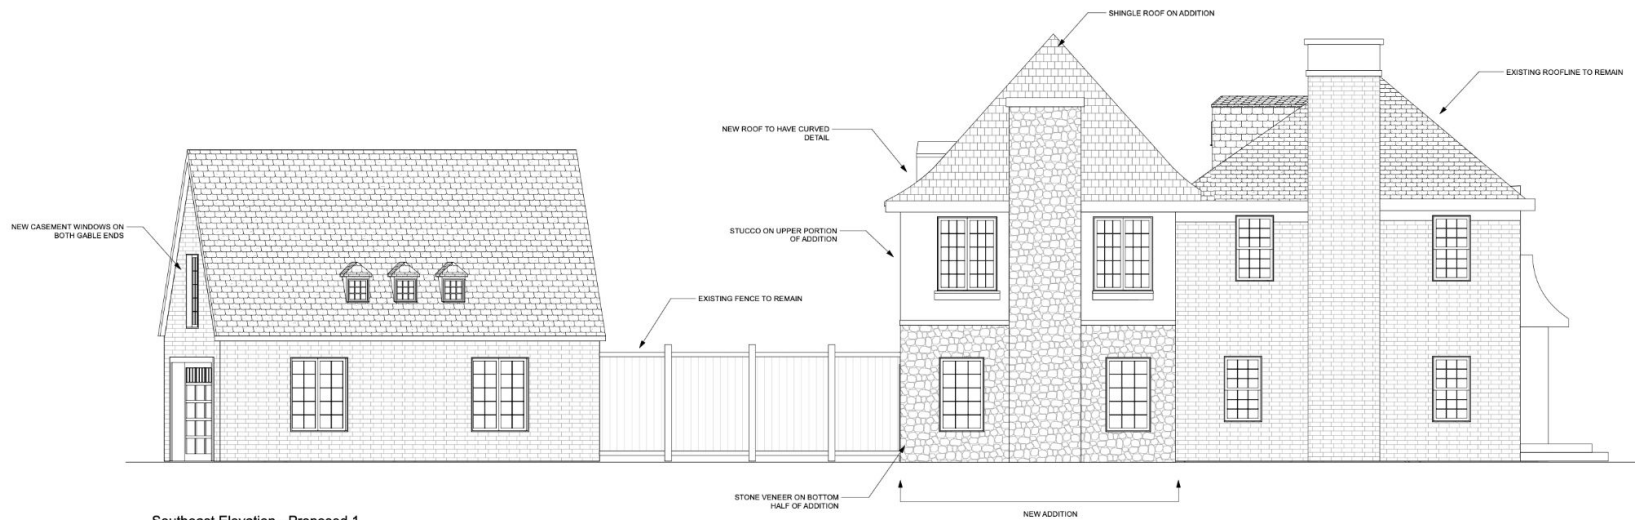 SHINGLE ROOF ON ADDITION
EXISTING ROOFLINE TO REMAIN
NEW ROOF TO HAVE CURVED
DETAIL
NEW CASEMENT WINDOWS ON
BOTH GABLE ENDS
STUCCO ON UPPER PORTION
OF ADDITION
EXISTING FENCE TO REMAIN
STONE VENEER ON BOTTOM
HALF OF ADDITION
NEW ADDITION
Southeast Elevation - Proposed 1